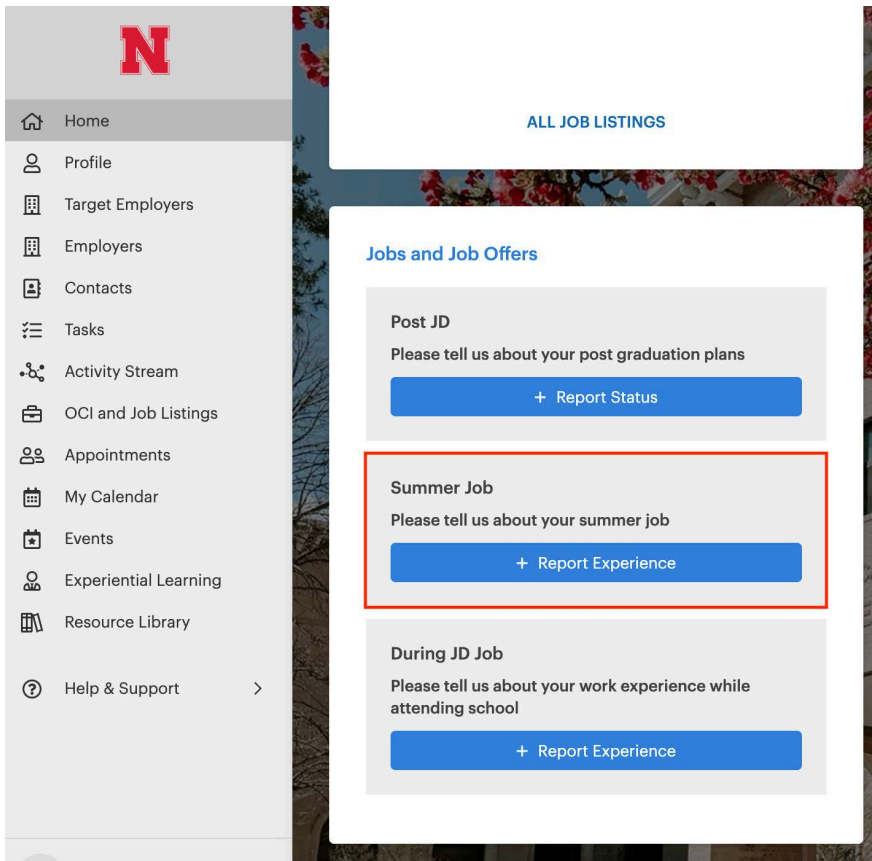 N
Home
Profile
Target Employers
Employers
Contacts
Tasks
Activity Stream
OCI and Job Listings
Appointments
My Calendar
Events
Experiential Learning
Resource Library
Help & Support
ALL JOB LISTINGS
Jobs and Job Offers
Post JD
Please tell us about your post graduation plans
+ Report Status
Summer Job
Please tell us about your summer job
+ Report Experience
During JD Job
Please tell us about your work experience while
attending school
+ Report Experience